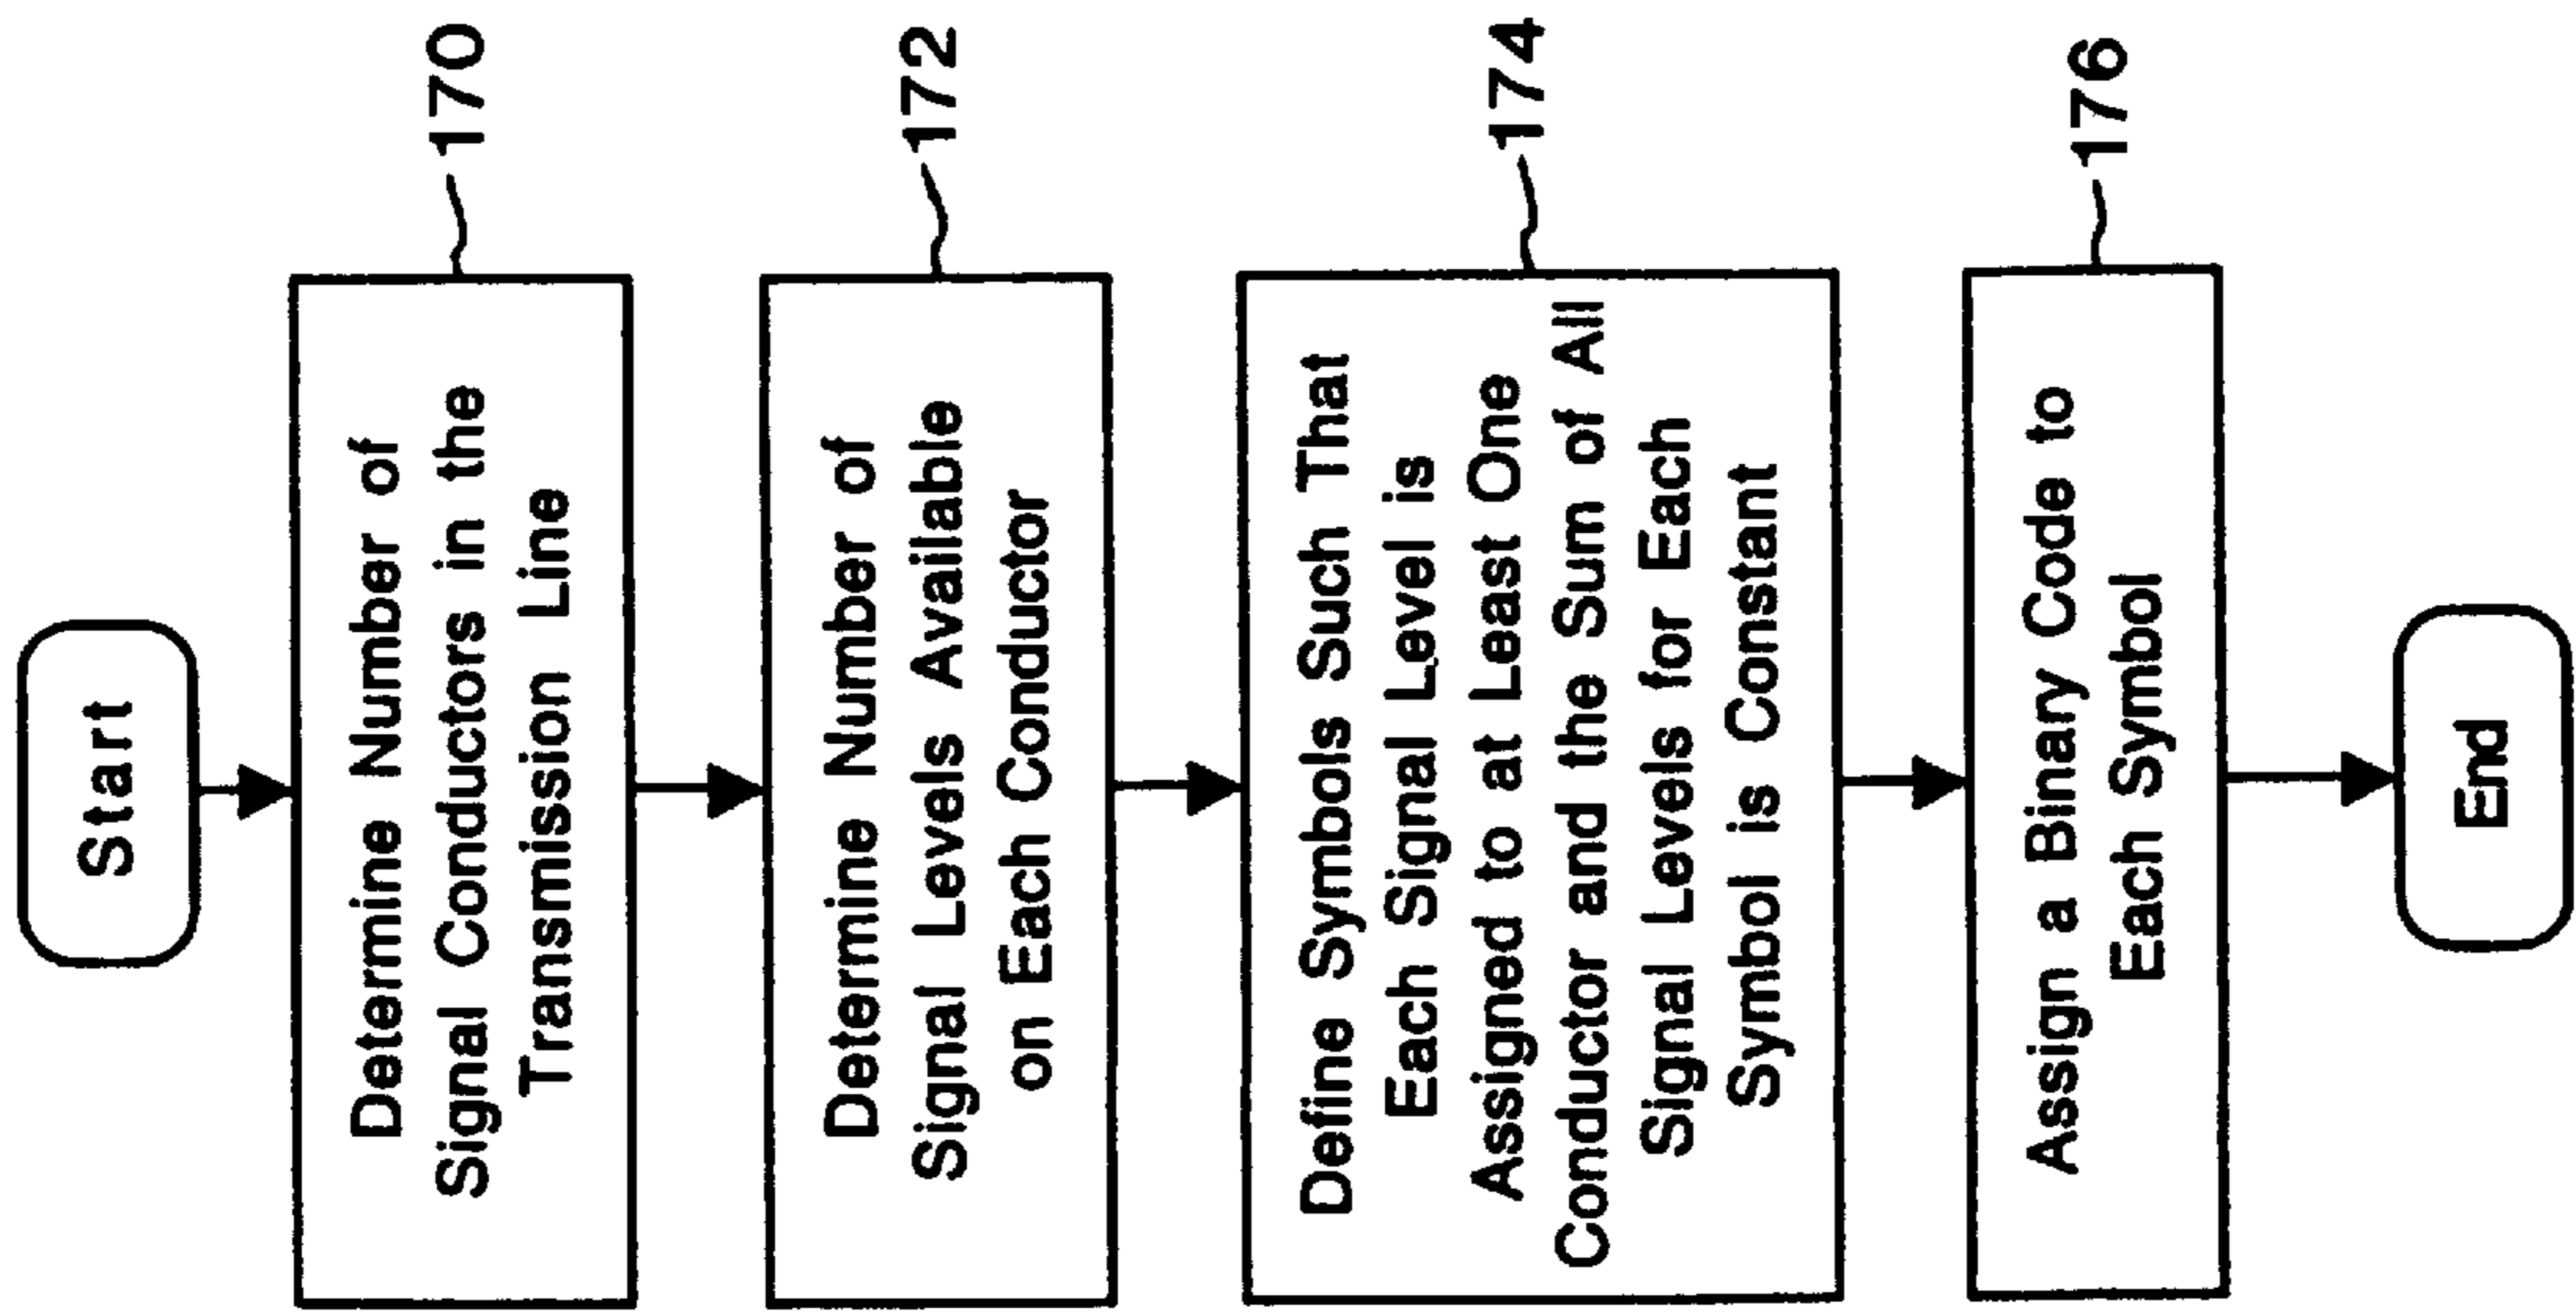 Start
Determine Number of
Signal Conductors in the
Transmission Line
170
Determine Number of
Signal Levels Available
on Each Conductor
172
Define Symbols Such That
Each Signal Level is
Assigned to at Least One
Conductor and the Sum of All
Signal Levels for Each
Symbol is Constant
174
Assign a Binary Code to
Each Symbol
176
End